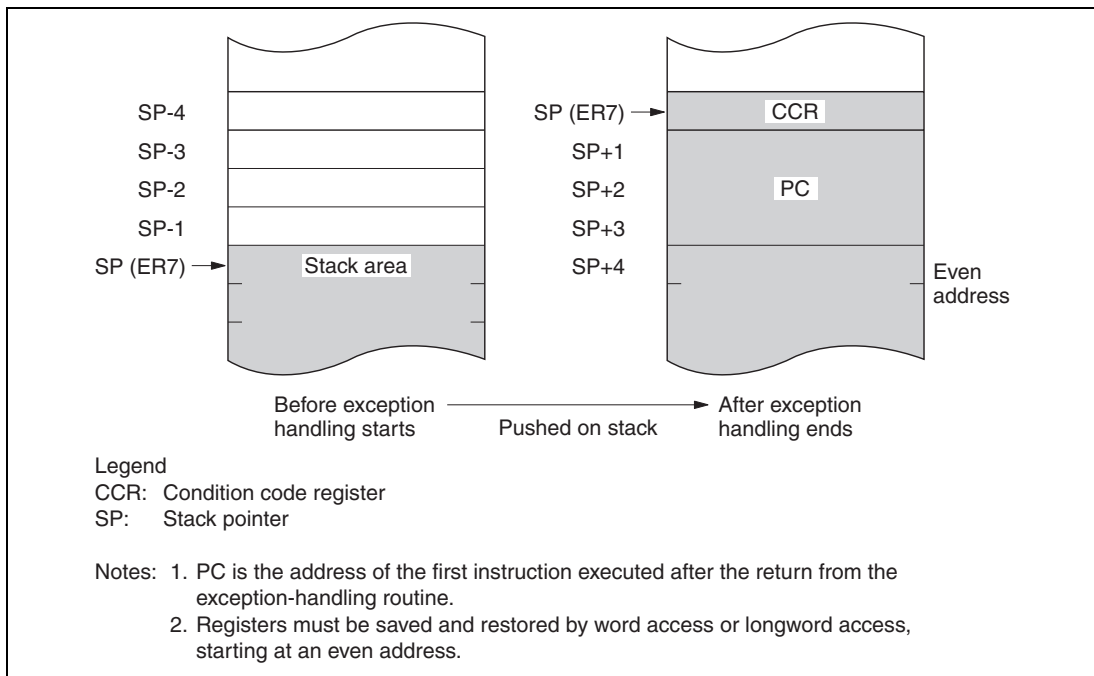 SP-4
SP-3
SP-2
SP-1
SP (ER7)
Stack area
SP (ER7)
SP+1
SP+2
SP+3
SP+4
CCR
PC
Even
address
Before exception
handling starts
Pushed on stack
After exception
handling ends
Legend
CCR: Condition code register
SP: Stack pointer
Notes: 1. PC is the address of the first instruction executed after the return from the
exception-handling routine.
2. Registers must be saved and restored by word access or longword access,
starting at an even address.